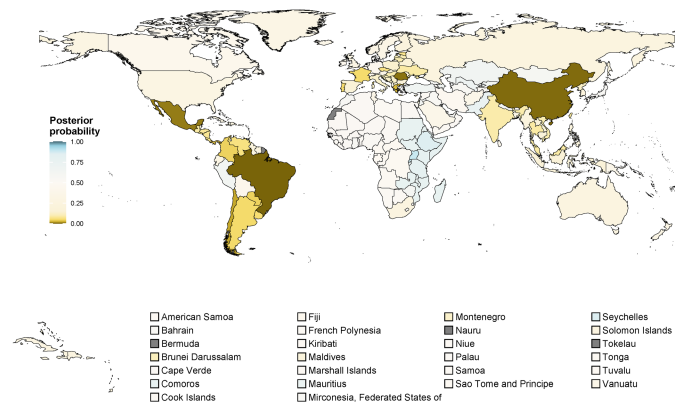 Posterior
probability
1.00
0.75
0.50
0.25
0.00
American Samoa
Bahrain
Bermuda
Brunei Darussalam
Cape Verde
Comoros
Cook Islands
Fiji
French Polynesia
Kiribati
Maldives
Marshall Islands
Mauritius
Mirconesia, Federated States of
Montenegro
Nauru
Niue
Palau
Samoa
Sao Tome and Principe
Seychelles
Solomon Islands
Tokelau
Tonga
Tuvalu
Vanuatu